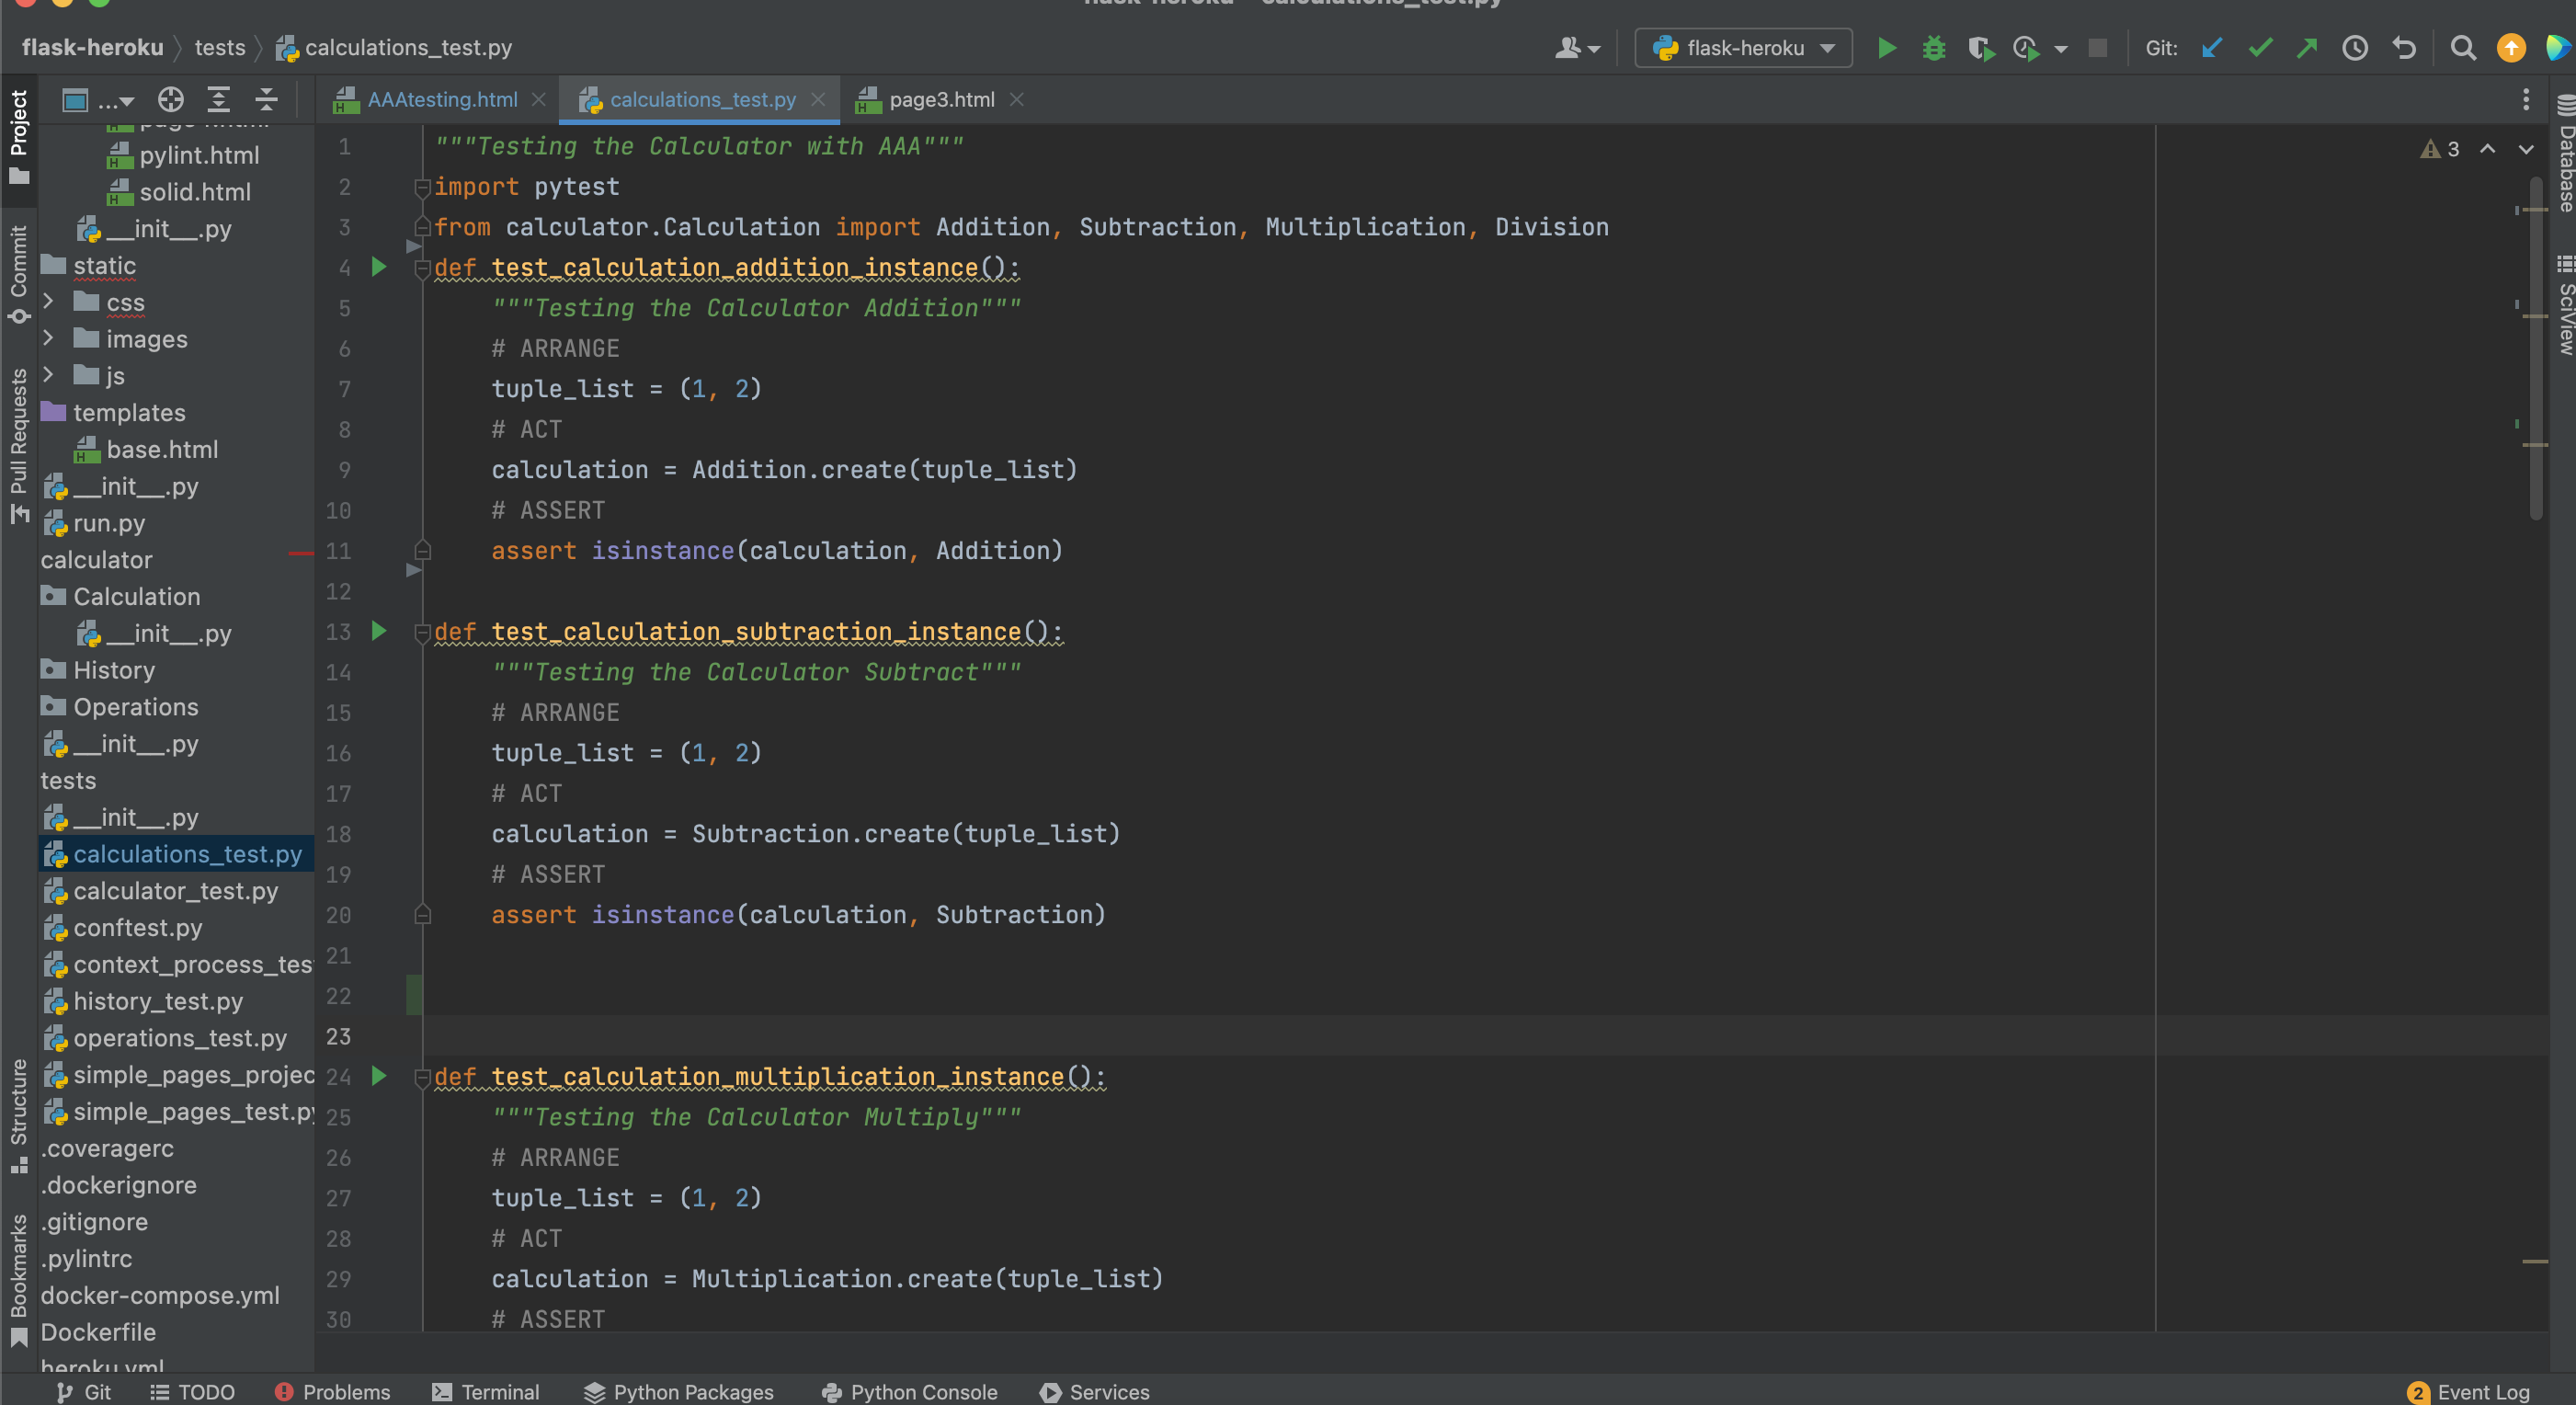 flask-heroku calculations_test.py
flask-heroku tests calculations_test.py
flask-heroku
Git:
Project
Commit
Pull Requests
Structure
Bookmarks
...
pylint.html
solid.html
__init__.py
static
css
images
js
templates
base.html
__init__.py
run.py
calculator
Calculation
__init__.py
History
Operations
__init__.py
tests
__init__.py
calculations_test.py
calculator_test.py
conftest.py
context_process_tes
history_test.py
operations_test.py
simple_pages_projec
simple_pages_test.py
.coveragerc
.dockerignore
.gitignore
.pylintrc
docker-compose.yml
Dockerfile
heroku.yml
AAAtesting.html calculations_test.py page3.html
3
1 """Testing the Calculator with AAA"""
2 import pytest
3 from calculator.Calculation import Addition, Subtraction, Multiplication, Division
4 def test_calculation_addition_instance():
5 """Testing the Calculator Addition"""
6 # ARRANGE
7 tuple_list = (1, 2)
8 # ACT
9 calculation = Addition.create(tuple_list)
10 # ASSERT
11 assert isinstance(calculation, Addition)
12
13 def test_calculation_subtraction_instance():
14 """Testing the Calculator Subtract"""
15 # ARRANGE
16 tuple_list = (1, 2)
17 # ACT
18 calculation = Subtraction.create(tuple_list)
19 # ASSERT
20 assert isinstance(calculation, Subtraction)
21
22
23
24 def test_calculation_multiplication_instance():
25 """Testing the Calculator Multiply"""
26 # ARRANGE
27 tuple_list = (1, 2)
28 # ACT
29 calculation = Multiplication.create(tuple_list)
30 # ASSERT
Database
SciView
Git TODO Problems Terminal Python Packages Python Console Services
2 Event Log